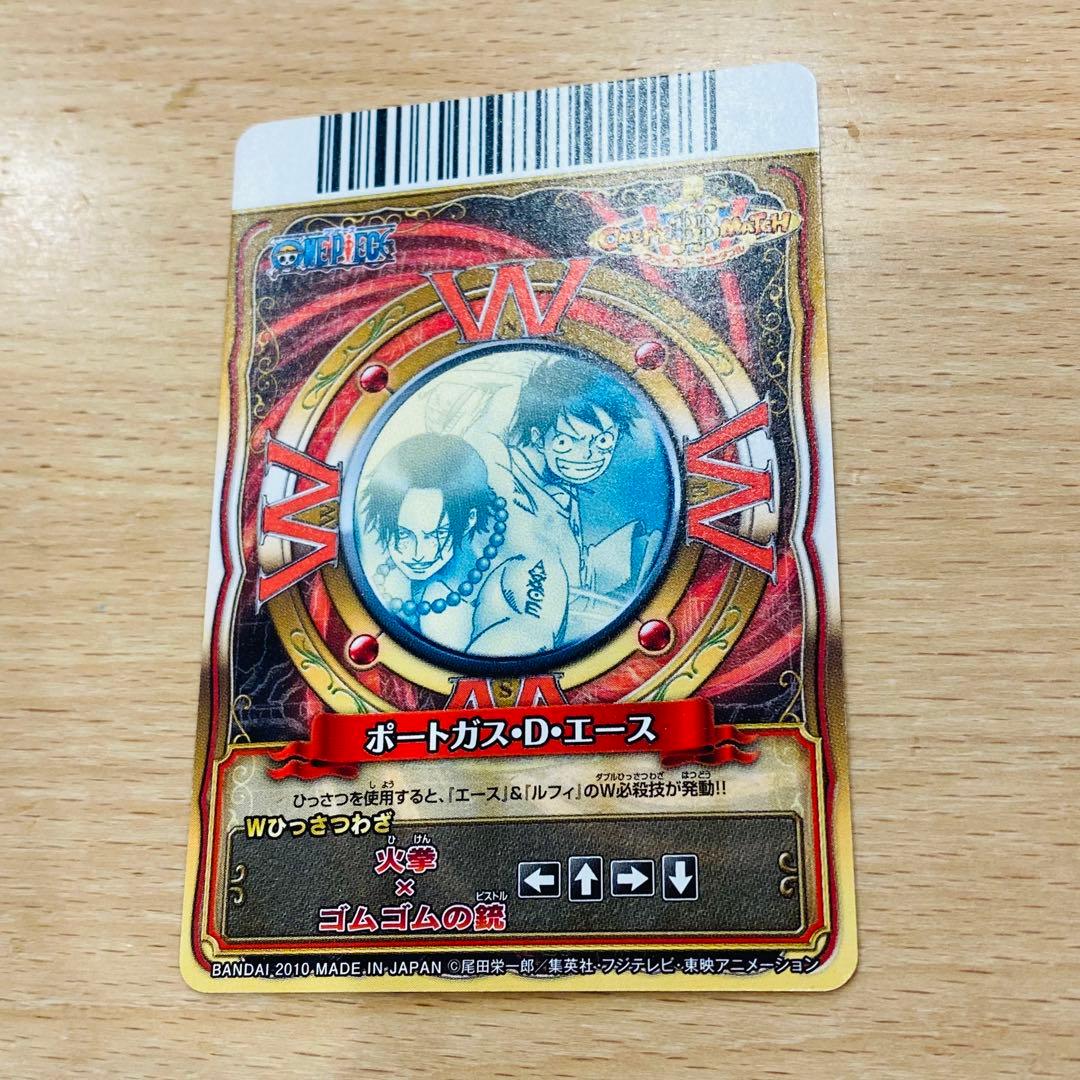 ONE PIECE
ONEPY BERRY MATCH W
W
N
W
W
W
E
S
ポートガス・D・エース
ひっさつを使用すると、『エース』&『ルフィ』のW必殺技が発動!!
Wひっさつわざ
火拳
×
ゴムゴムの銃
BANDAI 2010 MADE IN JAPAN ©尾田栄一郎/集英社・フジテレビ・東映アニメーション